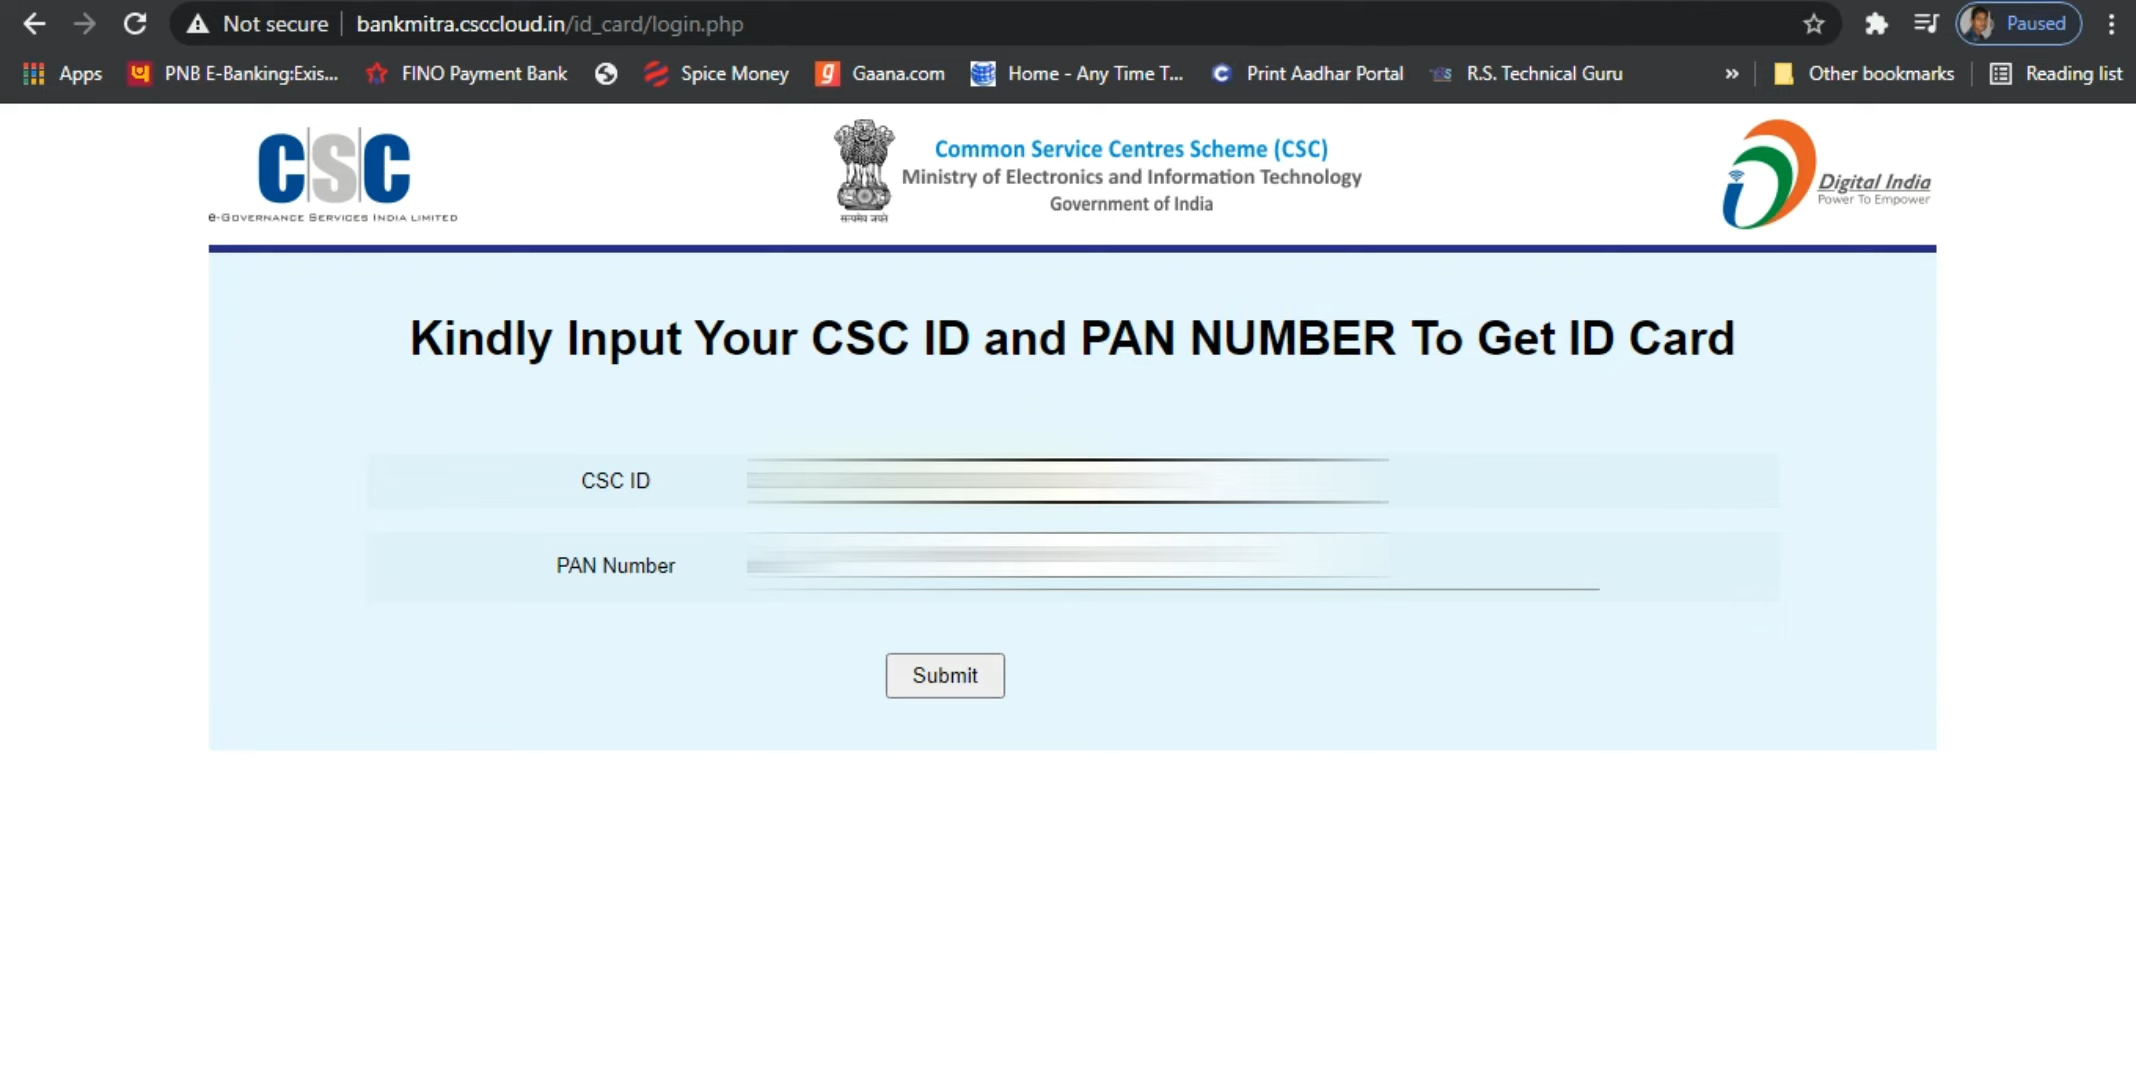 Not secure bankmitra.csccloud.in/id_card/login.php Paused
Apps PNB E-Banking:Exis... FINO Payment Bank Spice Money Gaana.com Home - Any Time T... Print Aadhar Portal R.S. Technical Guru » Other bookmarks Reading list
CSC
e-GOVERNANCE SERVICES INDIA LIMITED
सत्यमेव जयते
Common Service Centres Scheme (CSC)
Ministry of Electronics and Information Technology
Government of India
Digital India
Power To Empower
Kindly Input Your CSC ID and PAN NUMBER To Get ID Card
CSC ID
PAN Number
Submit